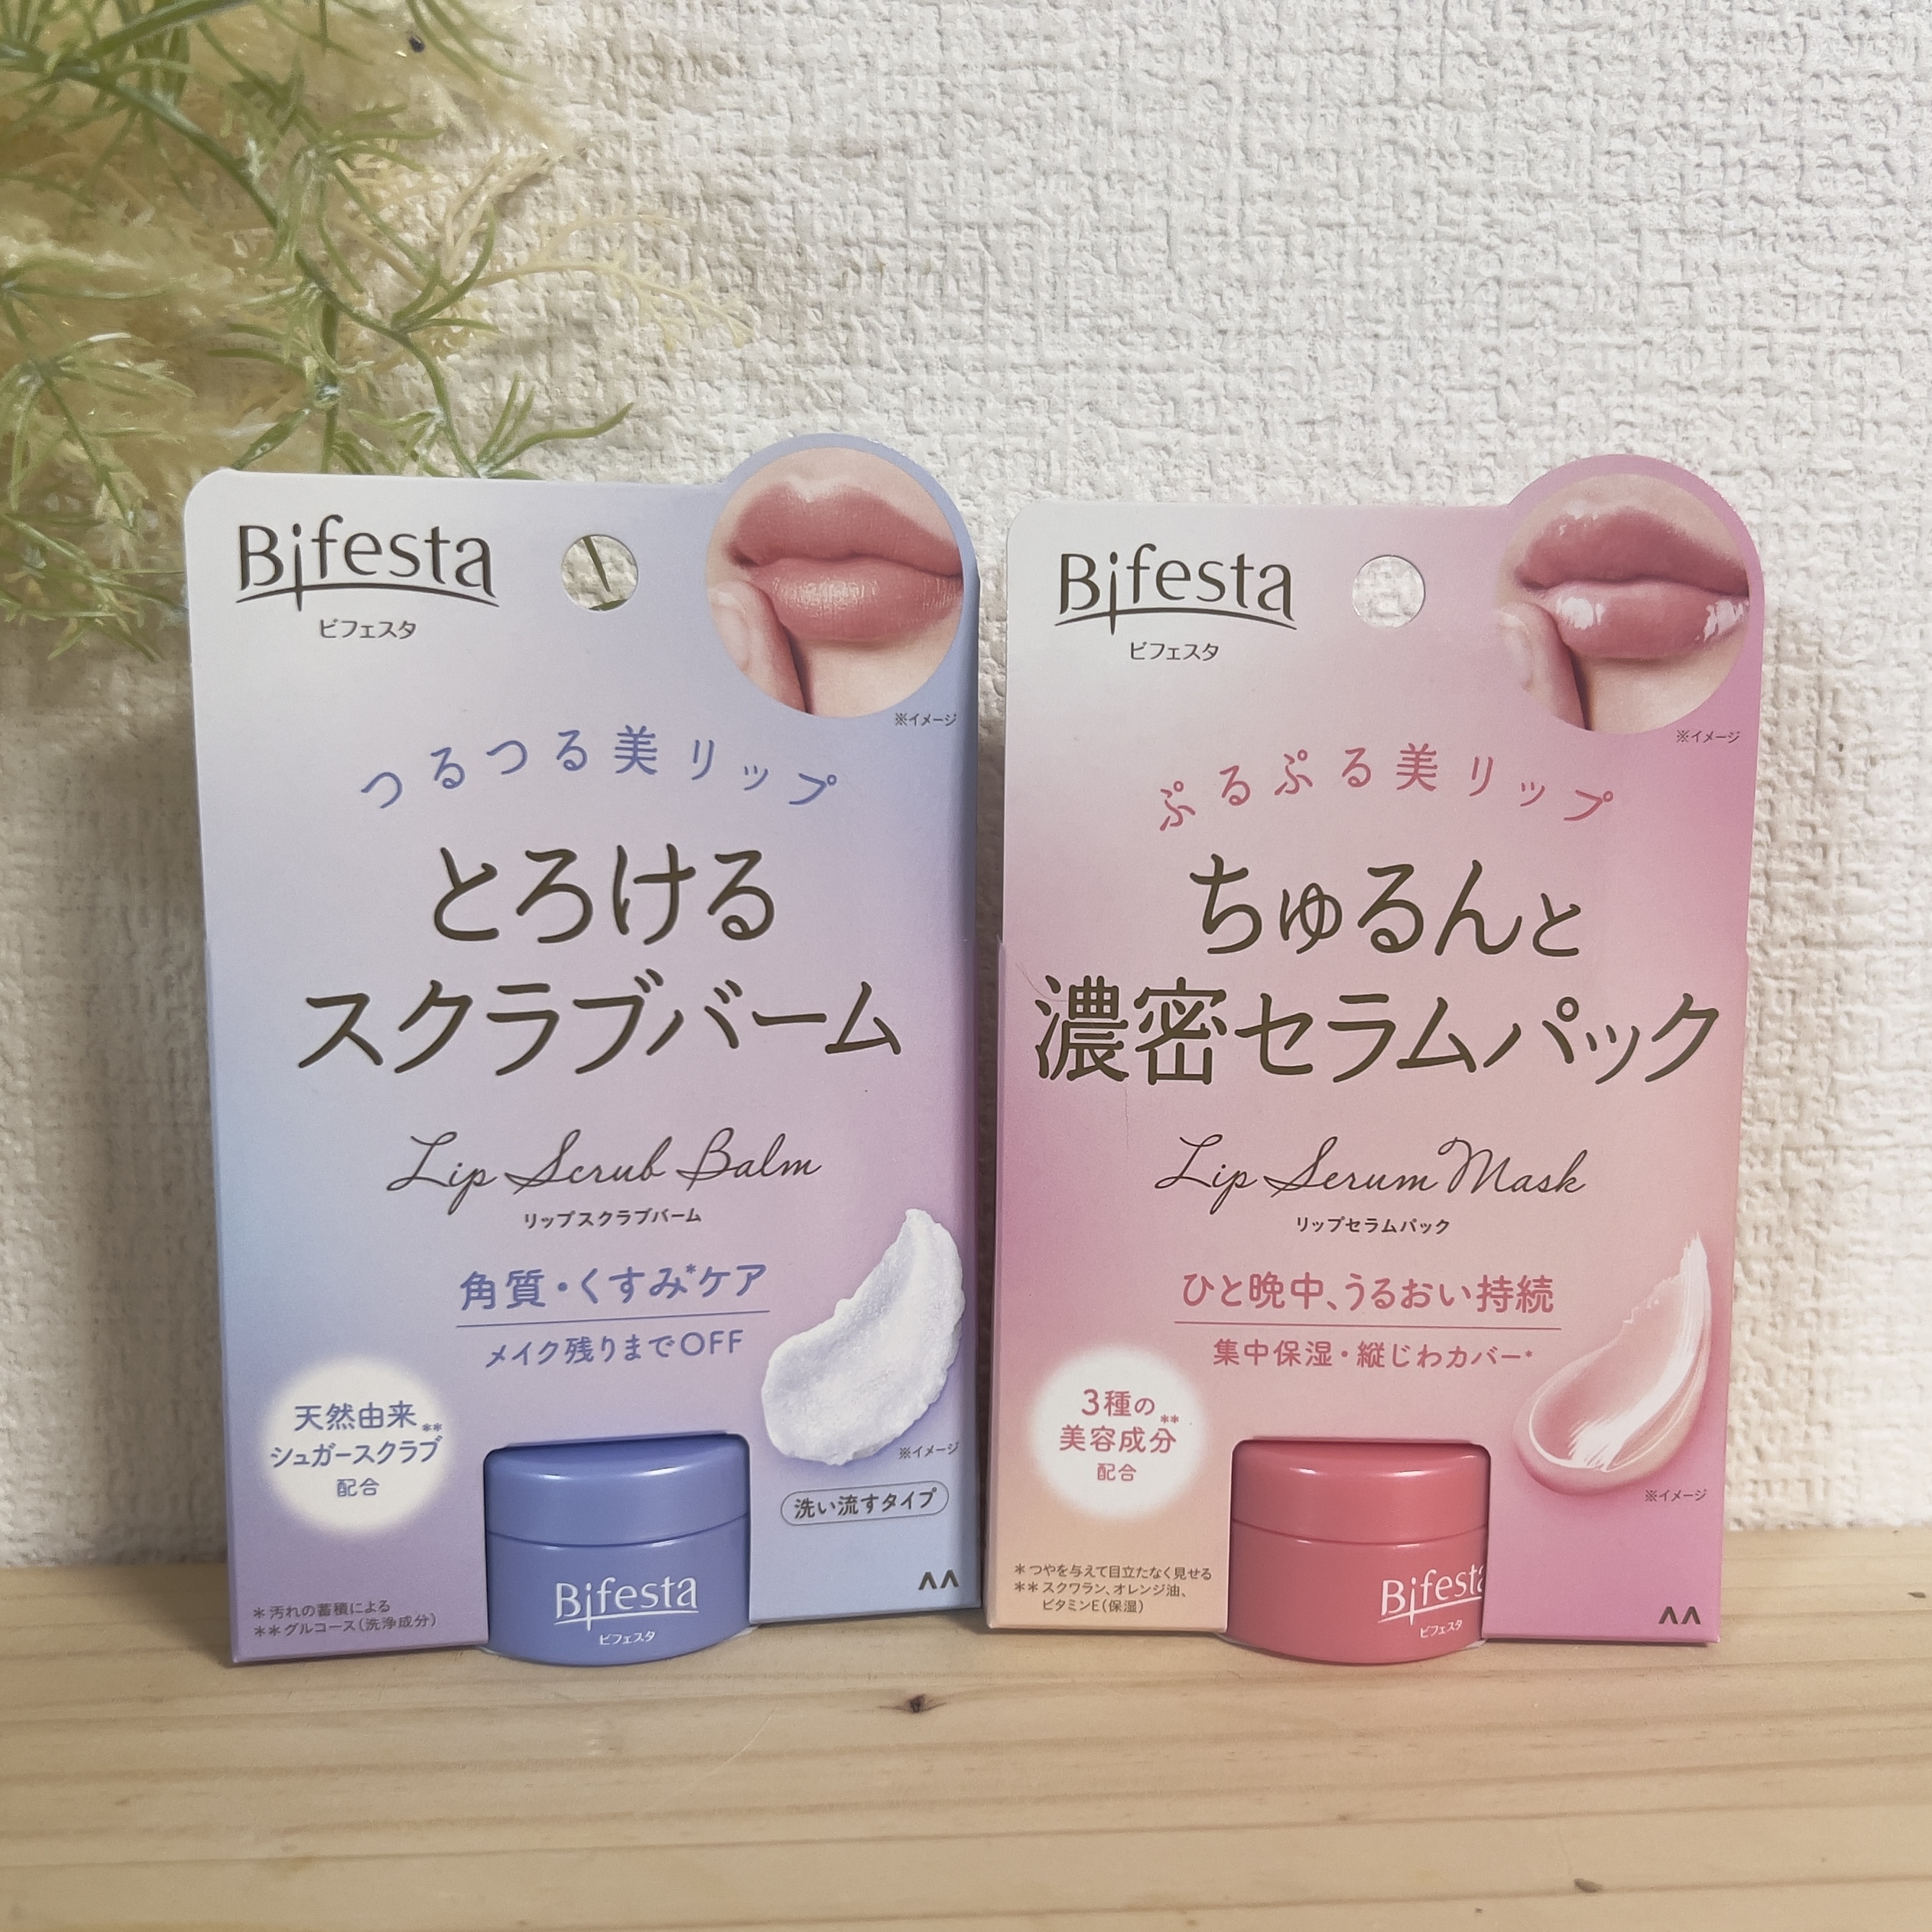 Bifesta
ビフェスタ
※イメージ
つるつる美リップ
とろける
スクラブバーム
Lip Scrub Balm
リップスクラブバーム
角質・くすみ*ケア
メイク残りまでOFF
天然由来**
シュガースクラブ
配合
※イメージ
洗い流すタイプ
*汚れの蓄積による
**グルコース(洗浄成分)
Bifesta
ビフェスタ
Bifesta
ビフェスタ
※イメージ
ぷるぷる美リップ
ちゅるんと
濃密セラムパック
Lip Serum Mask
リップセラムパック
ひと晩中、うるおい持続
集中保湿・縦じわカバー*
3種の
美容成分**
配合
※イメージ
*つやを与えて目立たなく見せる
**スクワラン、オレンジ油、
ビタミンE(保湿)
Bifesta
ビフェスタ